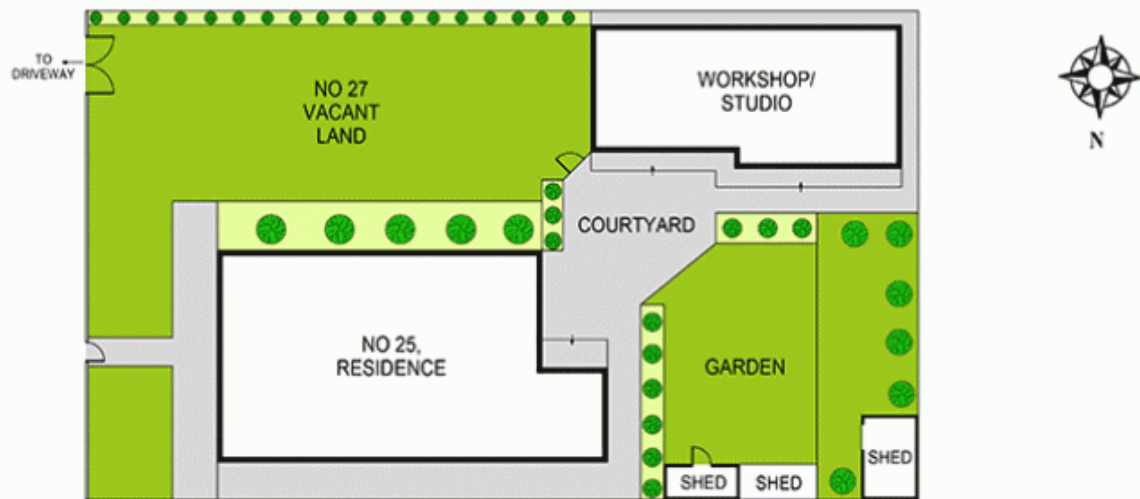 TO
DRIVEWAY
NO 27
VACANT
LAND
WORKSHOP/
STUDIO
N
COURTYARD
NO 25,
RESIDENCE
GARDEN
SHED
SHED
SHED